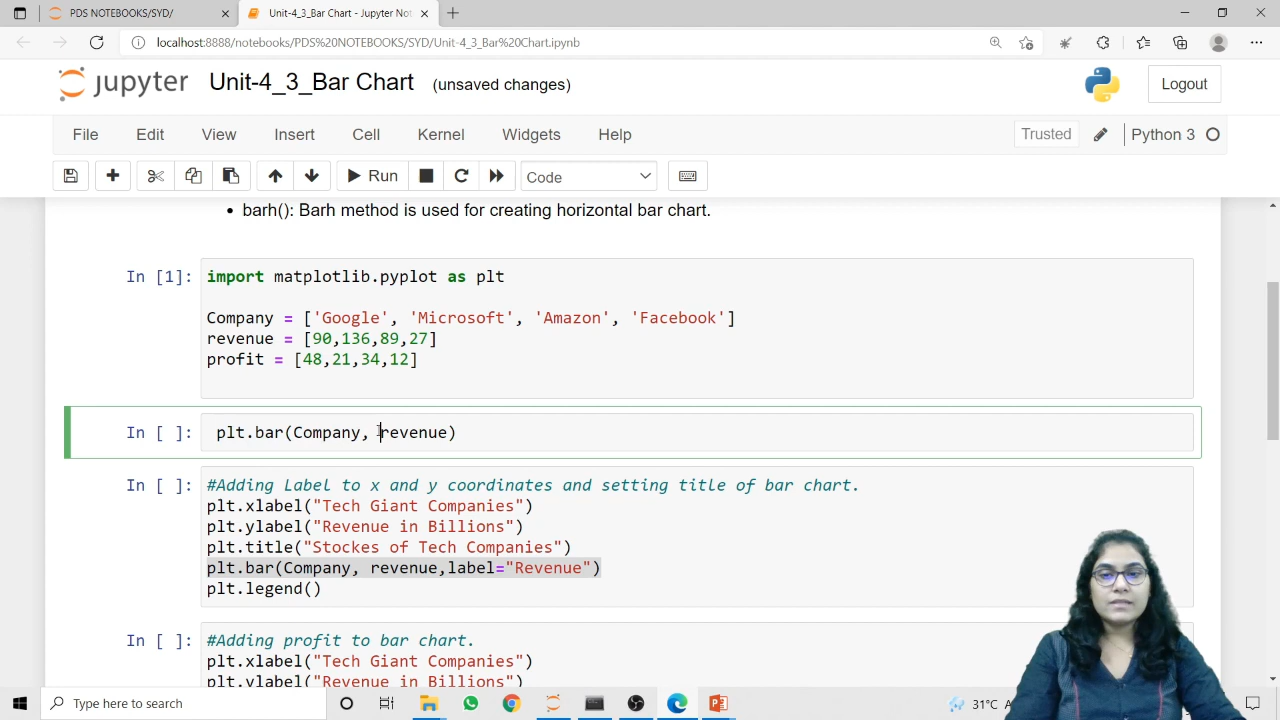 PDS NOTEBOOKS/SYD/
Unit-4_3_Bar Chart - Jupyter Not
localhost:8888/notebooks/PDS%20NOTEBOOKS/SYD/Unit-4_3_Bar%20Chart.ipynb
jupyter
Unit-4_3_Bar Chart (unsaved changes)
Logout
File Edit View Insert Cell Kernel Widgets Help
Trusted
Python 3
Run
Code
• barh(): Barh method is used for creating horizontal bar chart.
In [1]:
import matplotlib.pyplot as plt
Company = ['Google', 'Microsoft', 'Amazon', 'Facebook']
revenue = [90,136,89,27]
profit = [48,21,34,12]
In [ ]:
plt.bar(Company, revenue)
In [ ]:
#Adding Label to x and y coordinates and setting title of bar chart.
plt.xlabel("Tech Giant Companies")
plt.ylabel("Revenue in Billions")
plt.title("Stockes of Tech Companies")
plt.bar(Company, revenue,label="Revenue")
plt.legend()
In [ ]:
#Adding profit to bar chart.
plt.xlabel("Tech Giant Companies")
plt.ylabel("Revenue in Billions")
Type here to search
31°C